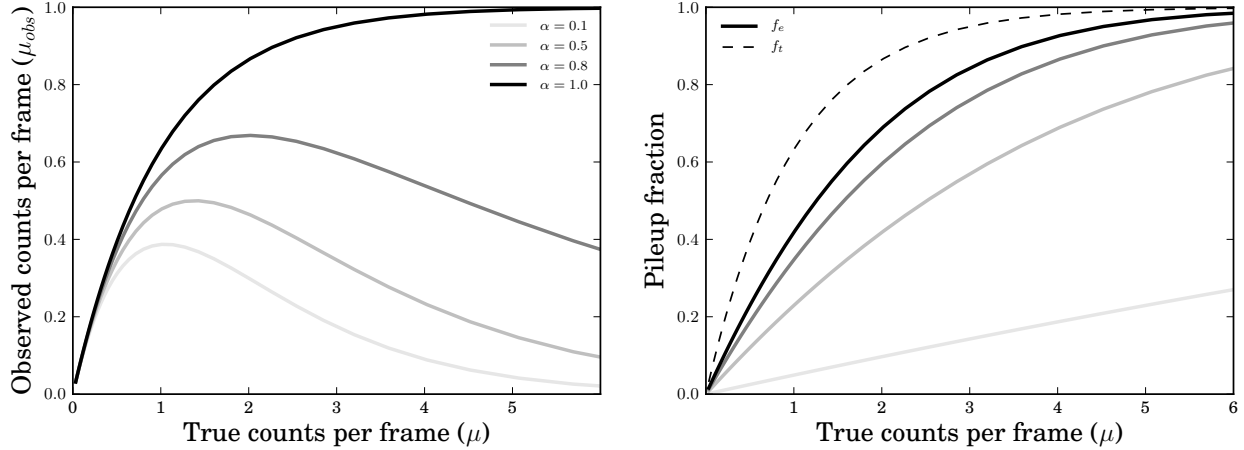 Observed counts per frame (μobs)
1.0
0.8
0.6
0.4
0.2
0.0
α = 0.1
α = 0.5
α = 0.8
α = 1.0
0 1 2 3 4 5
True counts per frame (μ)
Pileup fraction
1.0
0.8
0.6
0.4
0.2
0.0
fe
ft
1 2 3 4 5 6
True counts per frame (μ)